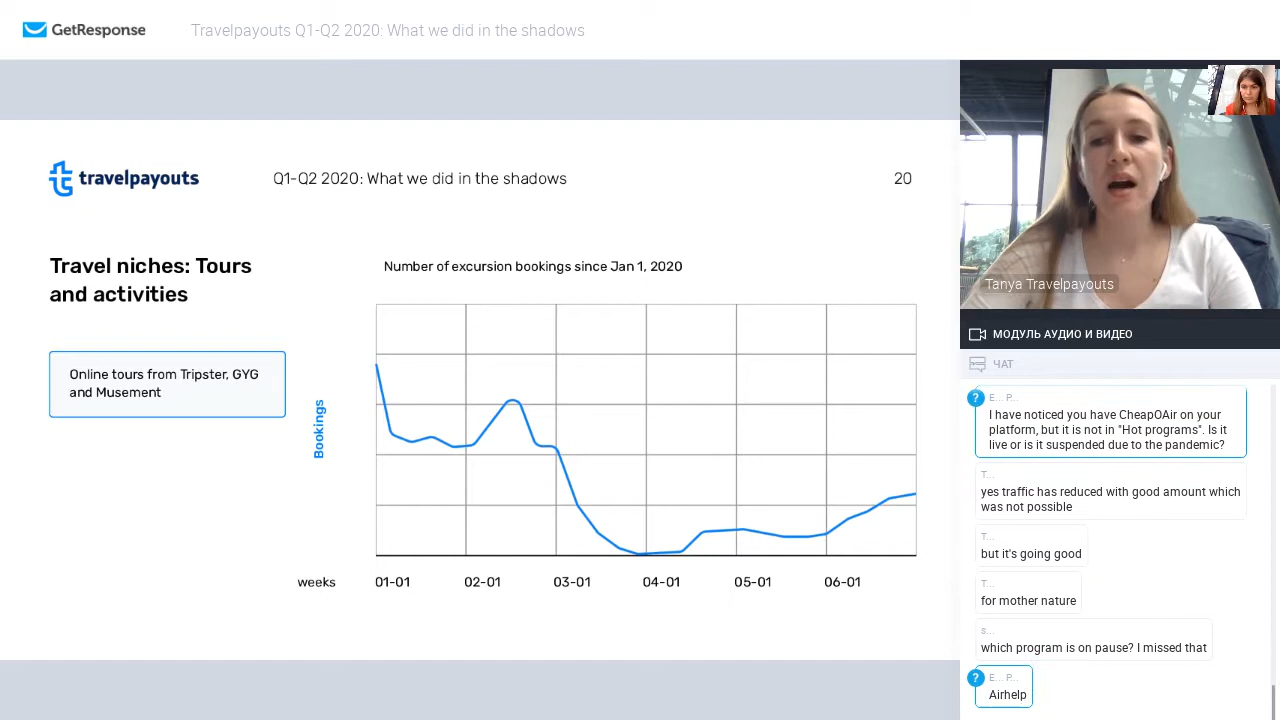 GetResponse
Travelpayouts Q1-Q2 2020: What we did in the shadows
travelpayouts
Q1-Q2 2020: What we did in the shadows
20
Travel niches: Tours
and activities
Online tours from Tripster, GYG
and Musement
Number of excursion bookings since Jan 1, 2020
Bookings
weeks
01-01
02-01
03-01
04-01
05-01
06-01
Tanya Travelpayouts
МОДУЛЬ АУДИО И ВИДЕО
ЧАТ
?
E... P...
I have noticed you have CheapOAir on your
platform, but it is not in "Hot programs". Is it
live or is it suspended due to the pandemic?
T...
yes traffic has reduced with good amount which
was not possible
T...
but it's going good
T...
for mother nature
s...
which program is on pause? I missed that
?
E... P...
Airhelp